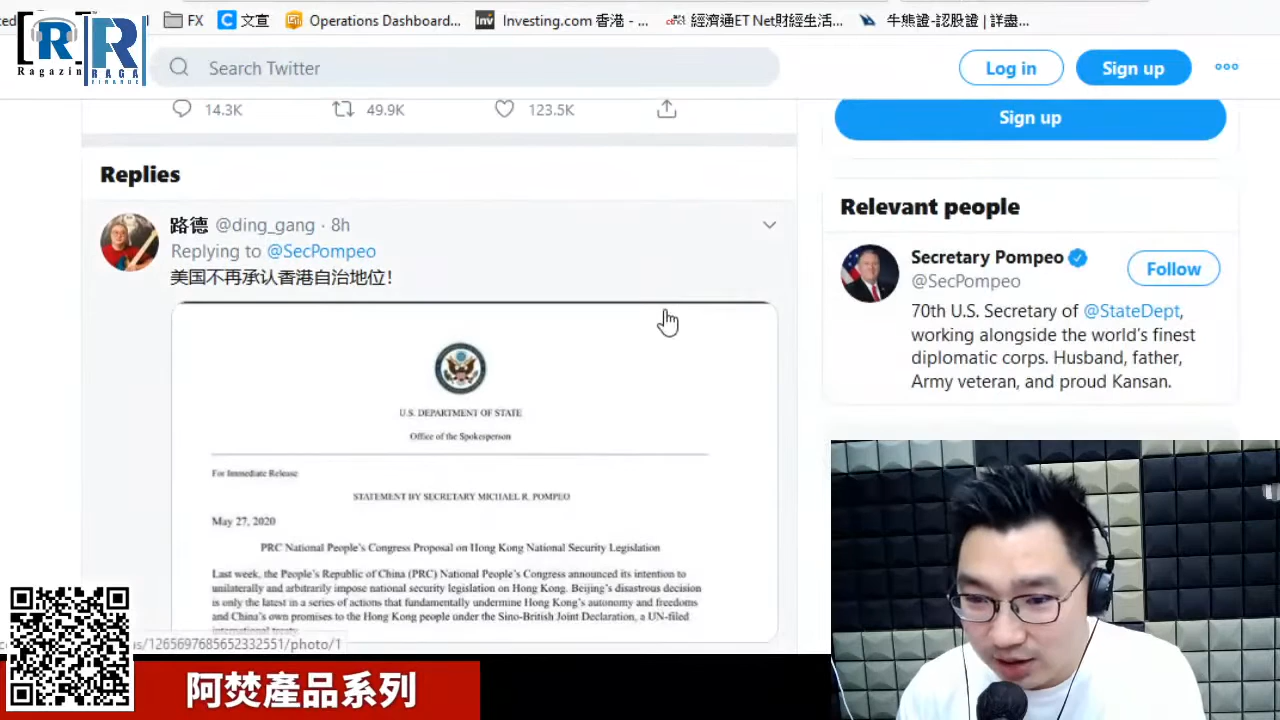 FX
文宣
Operations Dashboard...
Inv
Investing.com 香港 - ...
etnet
經濟通ET Net財經生活...
牛熊證-認股證 | 詳盡...
[R]
Ragazine
R
RAGA
FINANCE
Search Twitter
Log in
Sign up
14.3K
49.9K
123.5K
Sign up
Replies
路德 @ding_gang · 8h
Replying to @SecPompeo
美国不再承认香港自治地位！
U.S. DEPARTMENT OF STATE
Office of the Spokesperson
For Immediate Release
STATEMENT BY SECRETARY MICHAEL R. POMPEO
May 27, 2020
PRC National People's Congress Proposal on Hong Kong National Security Legislation
Last week, the People's Republic of China (PRC) National People's Congress announced its intention to
unilaterally and arbitrarily impose national security legislation on Hong Kong. Beijing's disastrous decision
is only the latest in a series of actions that fundamentally undermine Hong Kong's autonomy and freedoms
and China's own promises to the Hong Kong people under the Sino-British Joint Declaration, a UN-filed
international treaty
Relevant people
Secretary Pompeo
@SecPompeo
Follow
70th U.S. Secretary of @StateDept,
working alongside the world's finest
diplomatic corps. Husband, father,
Army veteran, and proud Kansan.
/1265697685652332551/photo/1
阿焚產品系列